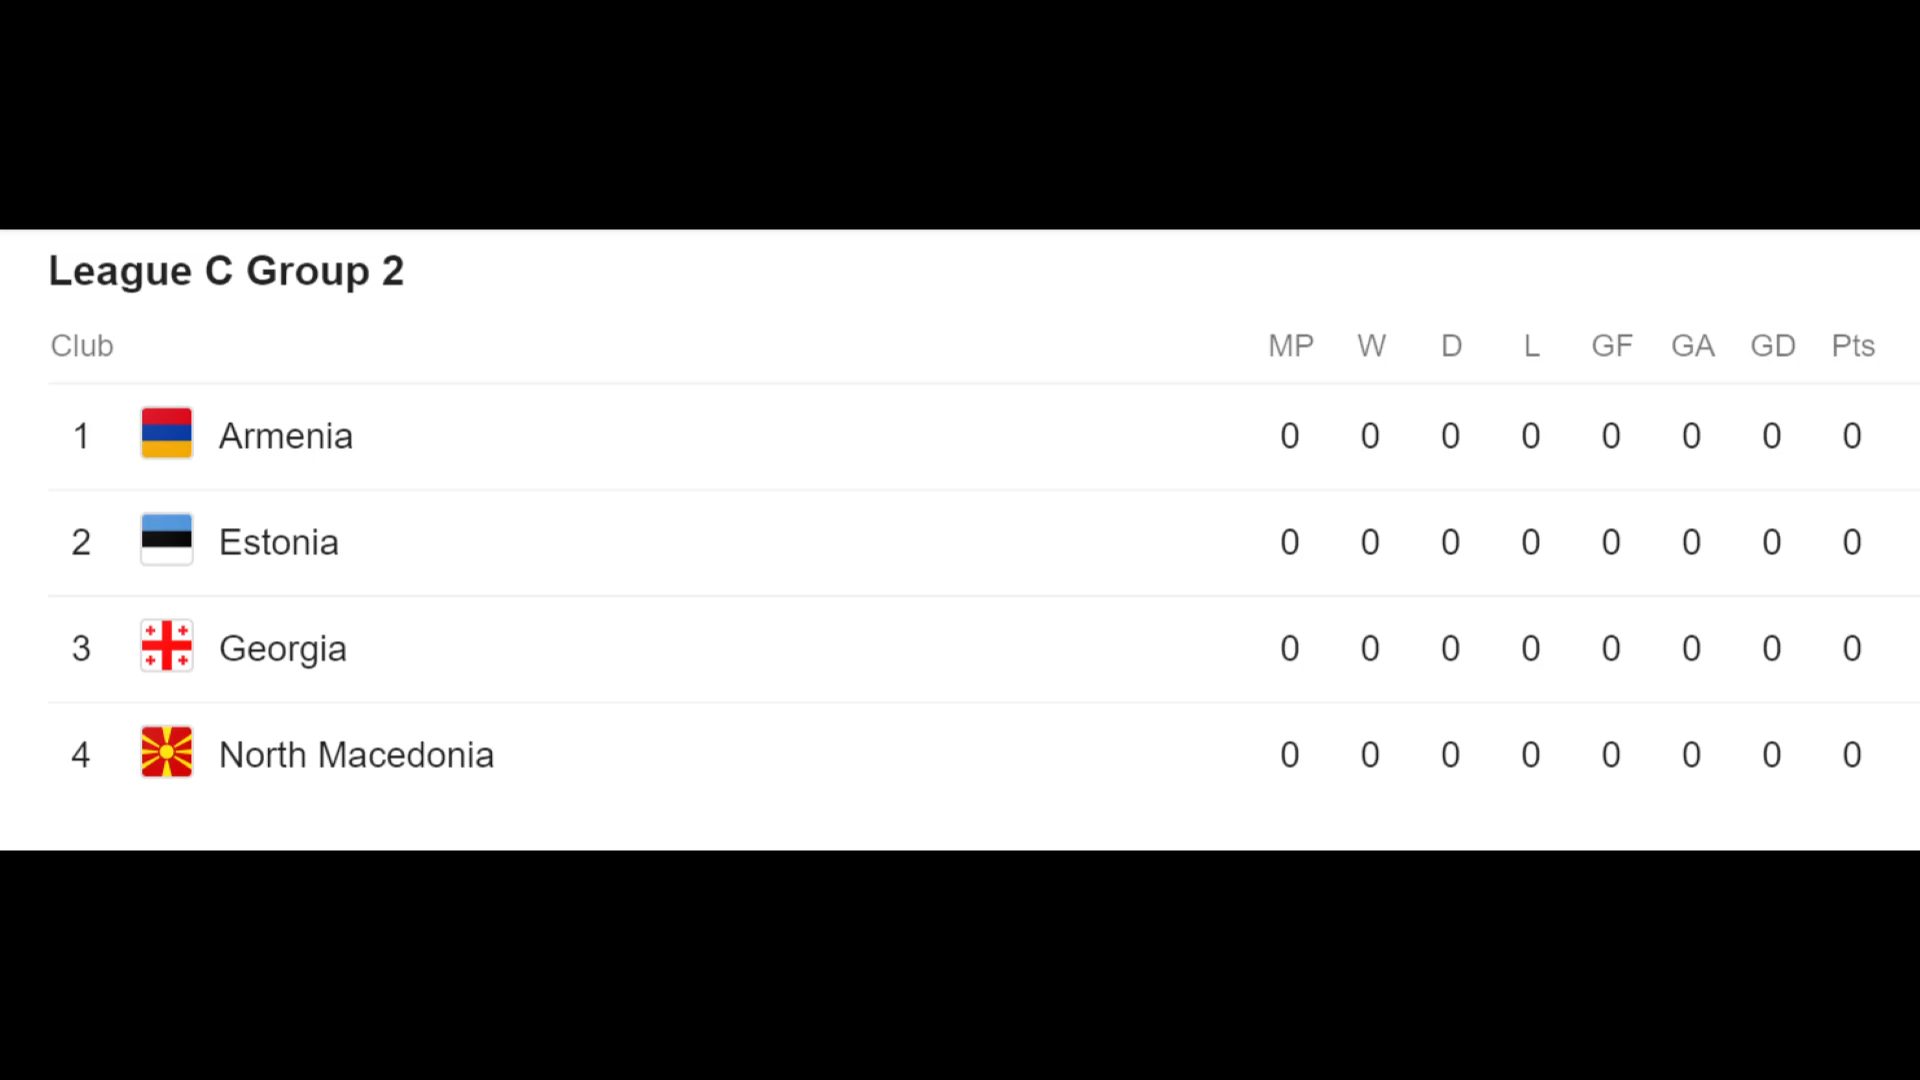 League C Group 2
Club MP W D L GF GA GD Pts
1 Armenia 0 0 0 0 0 0 0 0
2 Estonia 0 0 0 0 0 0 0 0
3 Georgia 0 0 0 0 0 0 0 0
4 North Macedonia 0 0 0 0 0 0 0 0